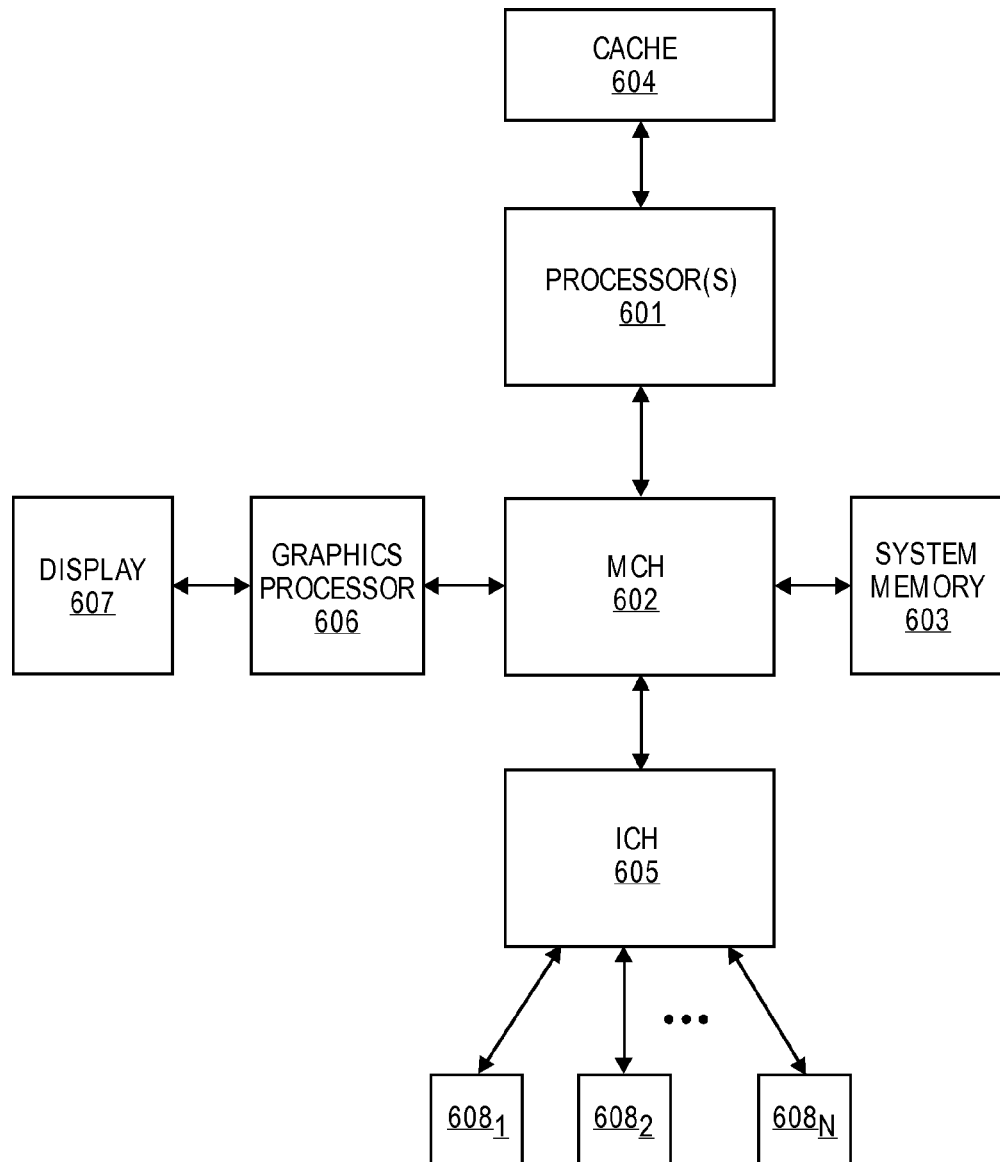 CACHE
604
PROCESSOR(S)
601
DISPLAY
607
GRAPHICS
PROCESSOR
606
MCH
602
SYSTEM
MEMORY
603
ICH
605
•••
608₁
608₂
608N